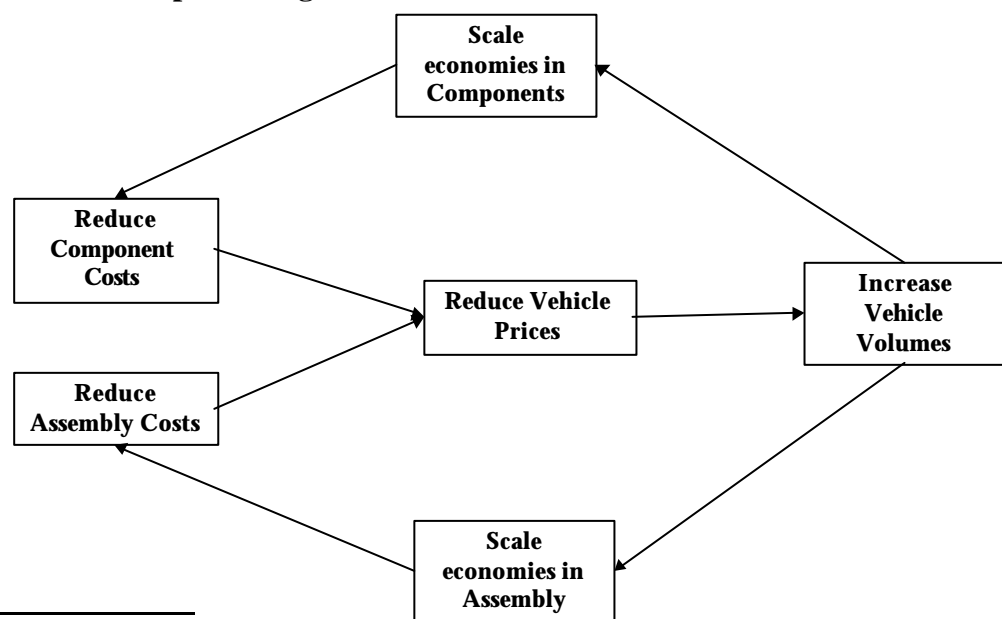 Scale
economies in
Components
Reduce
Component
Costs
Reduce Vehicle
Prices
Increase
Vehicle
Volumes
Reduce
Assembly Costs
Scale
economies in
Assembly